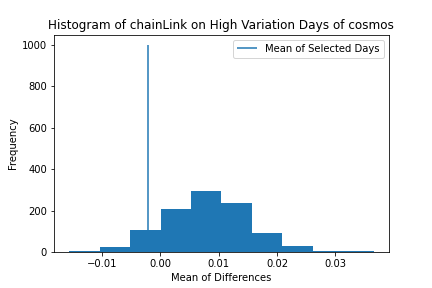 Histogram of chainLink on High Variation Days of cosmos
Mean of Selected Days
Frequency
1000
800
600
400
200
0
−0.01 0.00 0.01 0.02 0.03
Mean of Differences